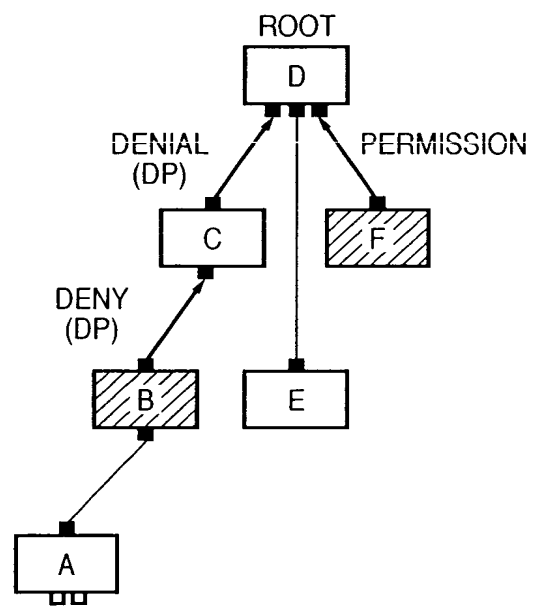 ROOT
D
DENIAL
(DP)
PERMISSION
C
F
DENY
(DP)
B
E
A